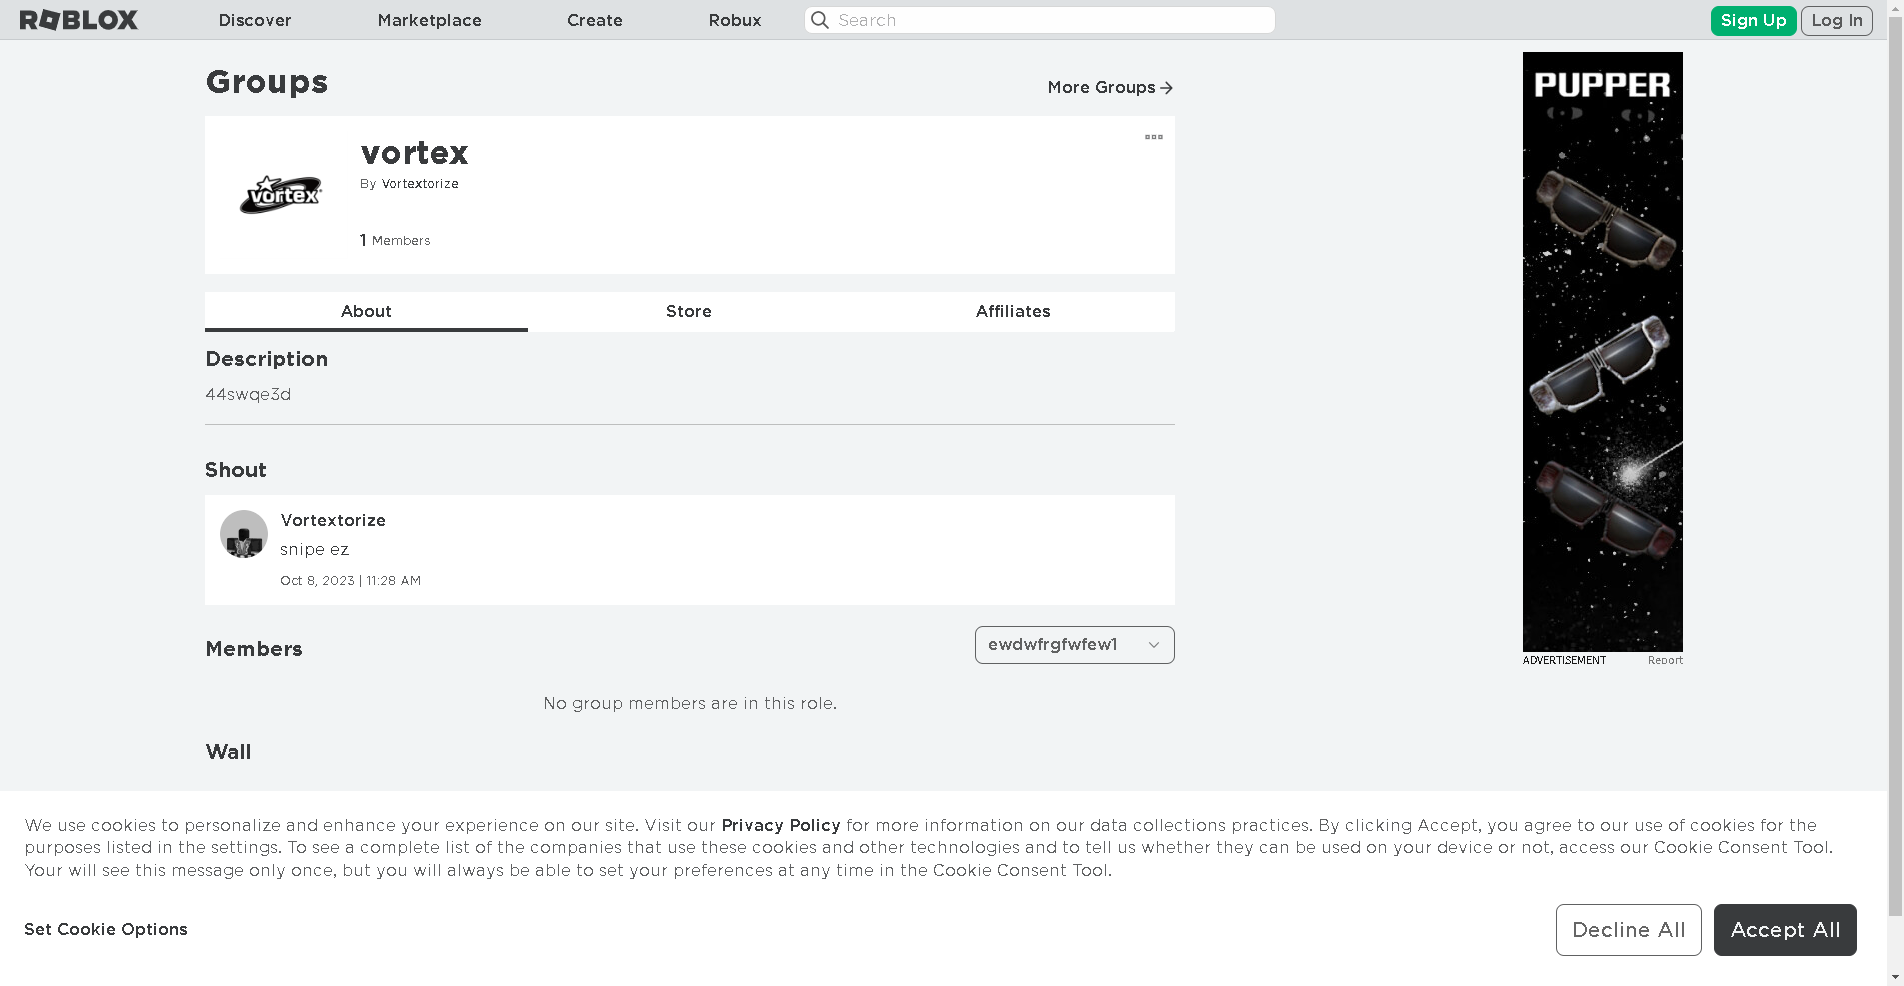 ROBLOX
Discover
Marketplace
Create
Robux
Search
Sign Up
Log In
Groups
More Groups
vortex
vortex
By Vortextorize
1 Members
About
Store
Affiliates
Description
44swqe3d
Shout
Vortextorize
snipe ez
Oct 8, 2023 | 11:28 AM
Members
ewdwfrgfwfew1
No group members are in this role.
Wall
PUPPER
ADVERTISEMENT
Report
We use cookies to personalize and enhance your experience on our site. Visit our Privacy Policy for more information on our data collections practices. By clicking Accept, you agree to our use of cookies for the
purposes listed in the settings. To see a complete list of the companies that use these cookies and other technologies and to tell us whether they can be used on your device or not, access our Cookie Consent Tool.
Your will see this message only once, but you will always be able to set your preferences at any time in the Cookie Consent Tool.
Set Cookie Options
Decline All
Accept All